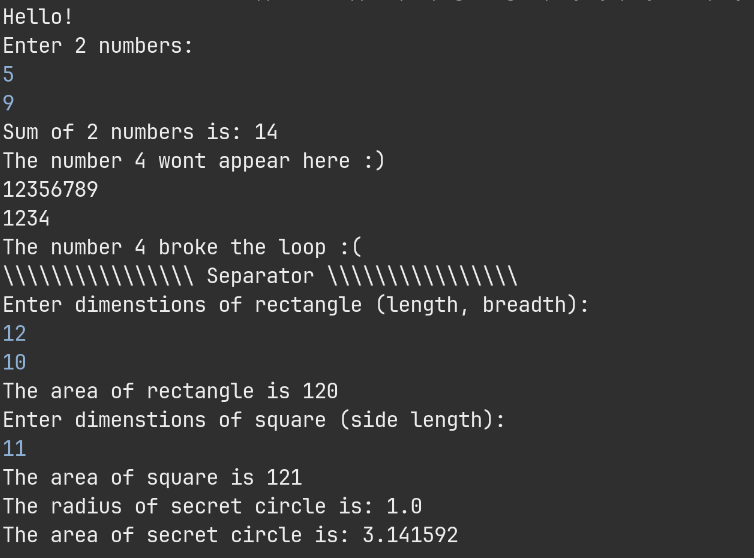 Hello!
Enter 2 numbers:
5
9
Sum of 2 numbers is: 14
The number 4 wont appear here :)
12356789
1234
The number 4 broke the loop :(
\\\\\\\\\\\\\\\\ Separator \\\\\\\\\\\\\\\\
Enter dimenstions of rectangle (length, breadth):
12
10
The area of rectangle is 120
Enter dimenstions of square (side length):
11
The area of square is 121
The radius of secret circle is: 1.0
The area of secret circle is: 3.141592